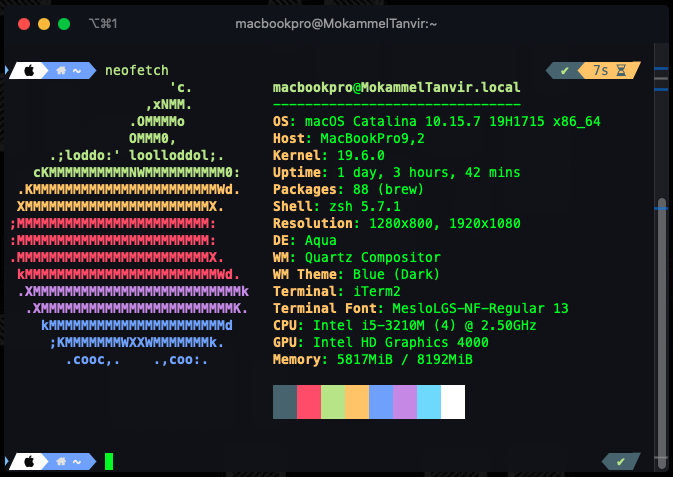 ⌥⌘1
macbookpro@MokammelTanvir:~
~ neofetch
✔ 7s
'c.
,xNMM.
.OMMMMo
OMMM0,
.;loddo:' loolloddol;.
cKMMMMMMMMMMNWMMMMMMMMMM0:
.KMMMMMMMMMMMMMMMMMMMMMMMWd.
XMMMMMMMMMMMMMMMMMMMMMMMX.
;MMMMMMMMMMMMMMMMMMMMMMMM:
:MMMMMMMMMMMMMMMMMMMMMMMM:
.MMMMMMMMMMMMMMMMMMMMMMMMX.
kMMMMMMMMMMMMMMMMMMMMMMMMWd.
.XMMMMMMMMMMMMMMMMMMMMMMMMMMk
.XMMMMMMMMMMMMMMMMMMMMMMMMK.
kMMMMMMMMMMMMMMMMMMMMMMd
;KMMMMMMMWXXWMMMMMMMk.
.cooc,. .,coo:.
macbookpro@MokammelTanvir.local
-------------------------------
OS: macOS Catalina 10.15.7 19H1715 x86_64
Host: MacBookPro9,2
Kernel: 19.6.0
Uptime: 1 day, 3 hours, 42 mins
Packages: 88 (brew)
Shell: zsh 5.7.1
Resolution: 1280x800, 1920x1080
DE: Aqua
WM: Quartz Compositor
WM Theme: Blue (Dark)
Terminal: iTerm2
Terminal Font: MesloLGS-NF-Regular 13
CPU: Intel i5-3210M (4) @ 2.50GHz
GPU: Intel HD Graphics 4000
Memory: 5817MiB / 8192MiB
~
✔